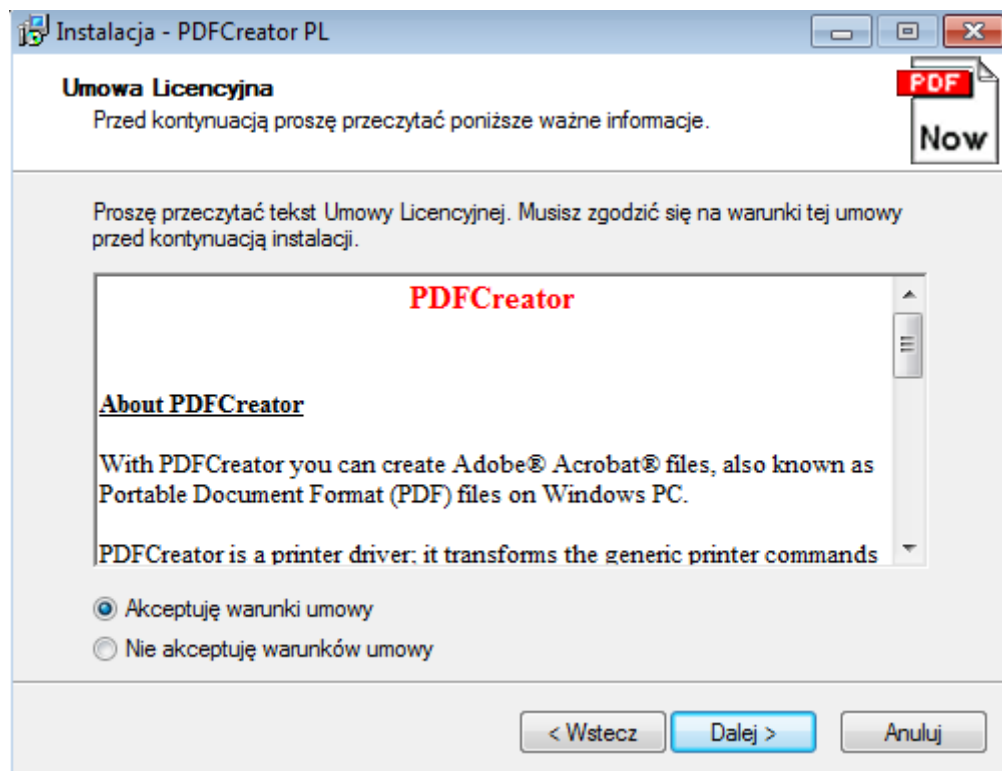 Instalacja - PDFCreator PL
Umowa Licencyjna
Przed kontynuacją proszę przeczytać poniższe ważne informacje.
PDF
Now
Proszę przeczytać tekst Umowy Licencyjnej. Musisz zgodzić się na warunki tej umowy
przed kontynuacją instalacji.
PDFCreator
About PDFCreator
With PDFCreator you can create Adobe® Acrobat® files, also known as
Portable Document Format (PDF) files on Windows PC.
PDFCreator is a printer driver; it transforms the generic printer commands
Akceptuję warunki umowy
Nie akceptuję warunków umowy
< Wstecz
Dalej >
Anuluj